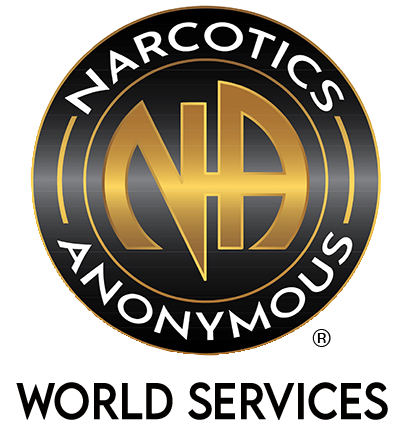 NARCOTICS
NA
ANONYMOUS
®
WORLD SERVICES